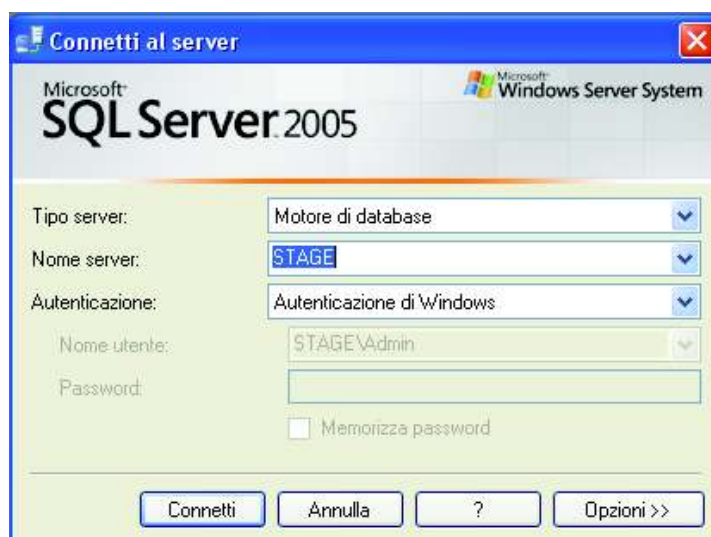 Connetti al server
Microsoft
SQL Server 2005
Microsoft
Windows Server System
Tipo server: Motore di database
Nome server: STAGE
Autenticazione: Autenticazione di Windows
Nome utente: STAGE\Admin
Password:
Memorizza password
Connetti Annulla ? Opzioni >>